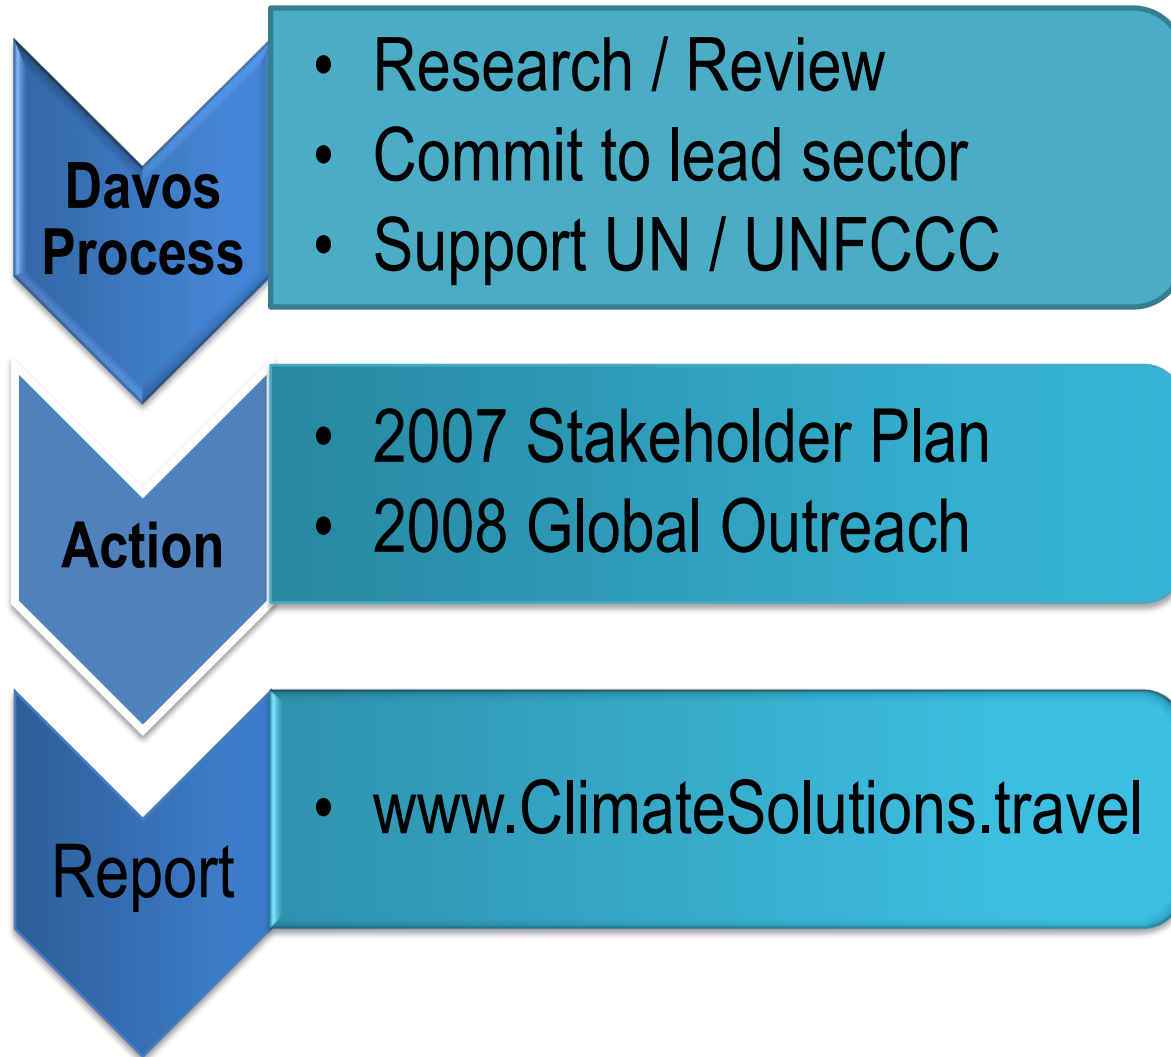 Davos
Process
• Research / Review
• Commit to lead sector
• Support UN / UNFCCC
Action
• 2007 Stakeholder Plan
• 2008 Global Outreach
Report
• www.ClimateSolutions.travel